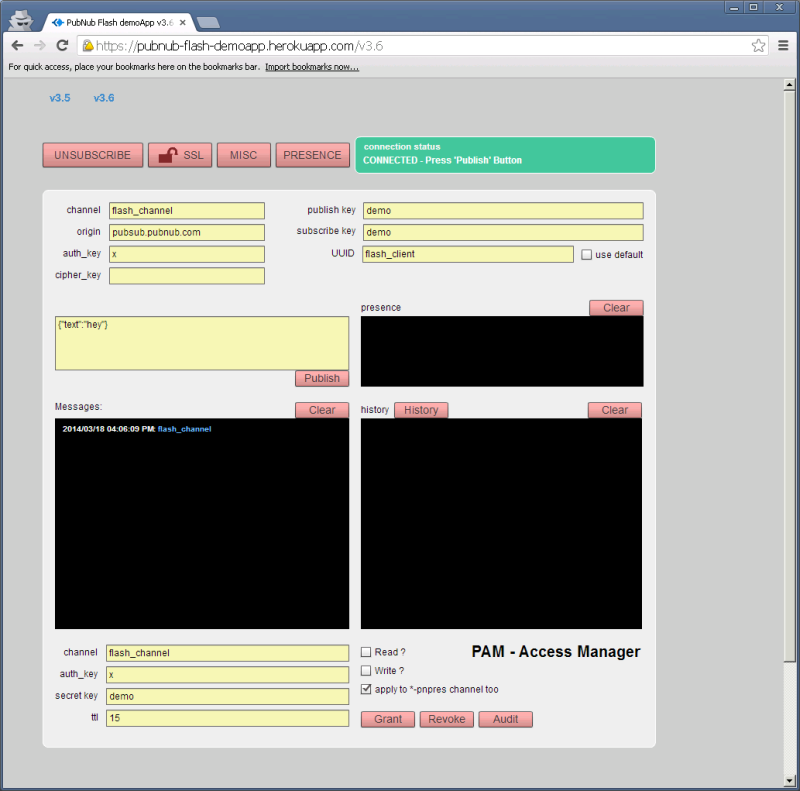 PubNub Flash demoApp v3.6
https://pubnub-flash-demoapp.herokuapp.com/v3.6
For quick access, place your bookmarks here on the bookmarks bar. Import bookmarks now...
v3.5 v3.6
UNSUBSCRIBE SSL MISC PRESENCE
connection status
CONNECTED - Press 'Publish' Button
channel flash_channel publish key demo
origin pubsub.pubnub.com subscribe key demo
auth_key x UUID flash_client use default
cipher_key
presence Clear
{"text":"hey"}
Publish
Messages: Clear history History Clear
2014/03/18 04:06:09 PM: flash_channel
channel flash_channel Read ? PAM - Access Manager
auth_key x Write ?
secret key demo apply to *-pnpres channel too
ttl 15 Grant Revoke Audit